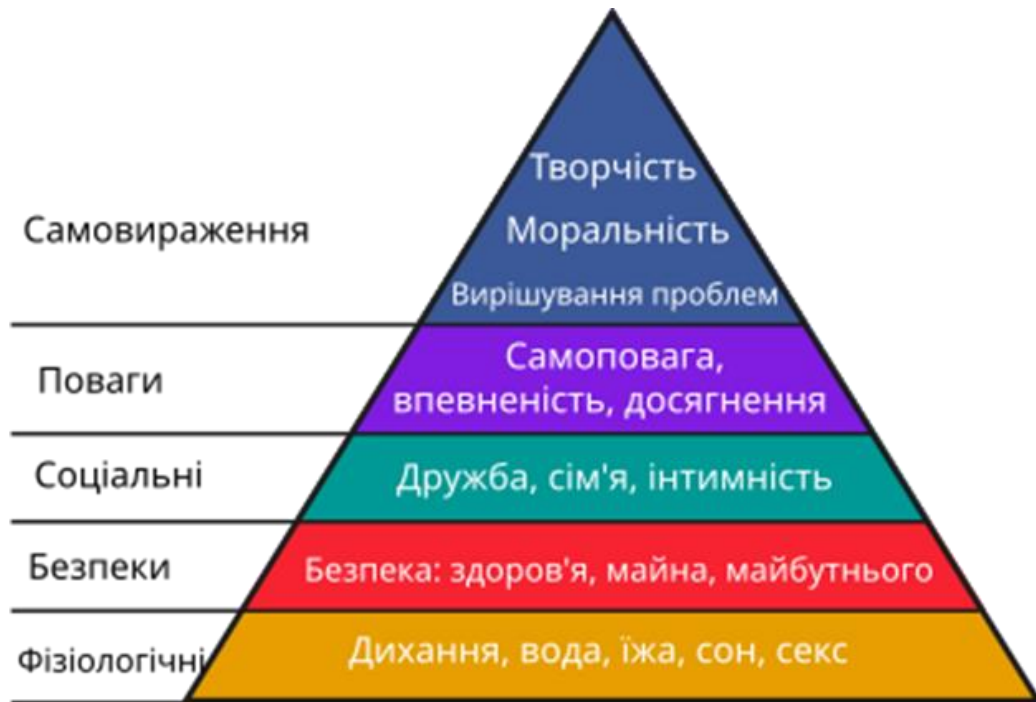 Творчість
Самовираження
Моральність
Вирішування проблем
Поваги
Самоповага,
впевненість, досягнення
Соціальні
Дружба, сім'я, інтимність
Безпеки
Безпека: здоров'я, майна, майбутнього
Фізіологічні
Дихання, вода, їжа, сон, секс